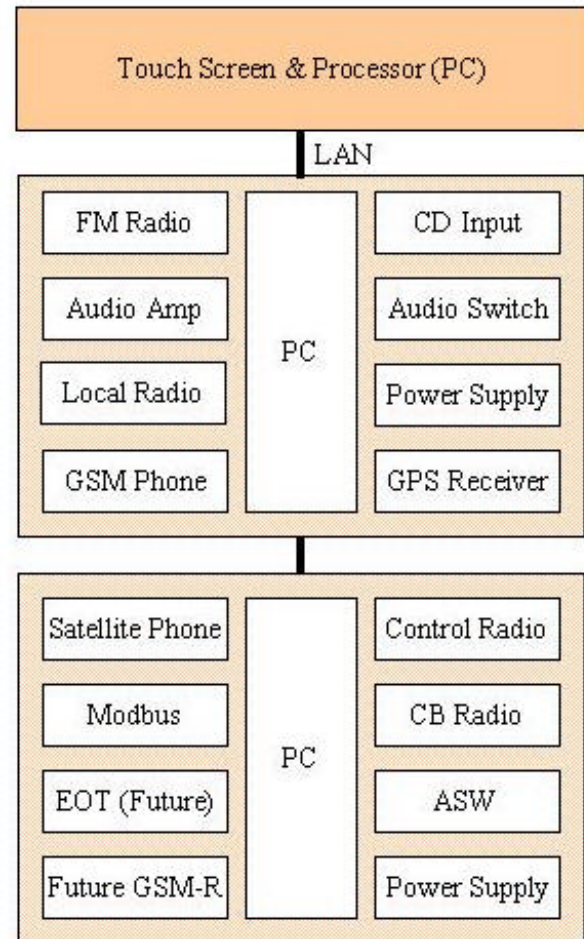 Touch Screen & Processor (PC)
LAN
FM Radio
Audio Amp
Local Radio
GSM Phone
PC
CD Input
Audio Switch
Power Supply
GPS Receiver
Satellite Phone
Modbus
EOT (Future)
Future GSM-R
PC
Control Radio
CB Radio
ASW
Power Supply